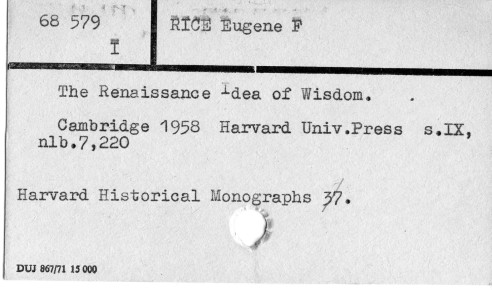 68 579
I
RICE Eugene F
The Renaissance Idea of Wisdom.
Cambridge 1958 Harvard Univ.Press s.IX,
nlb.7,220
Harvard Historical Monographs 37.
DUJ 867/71 15 000